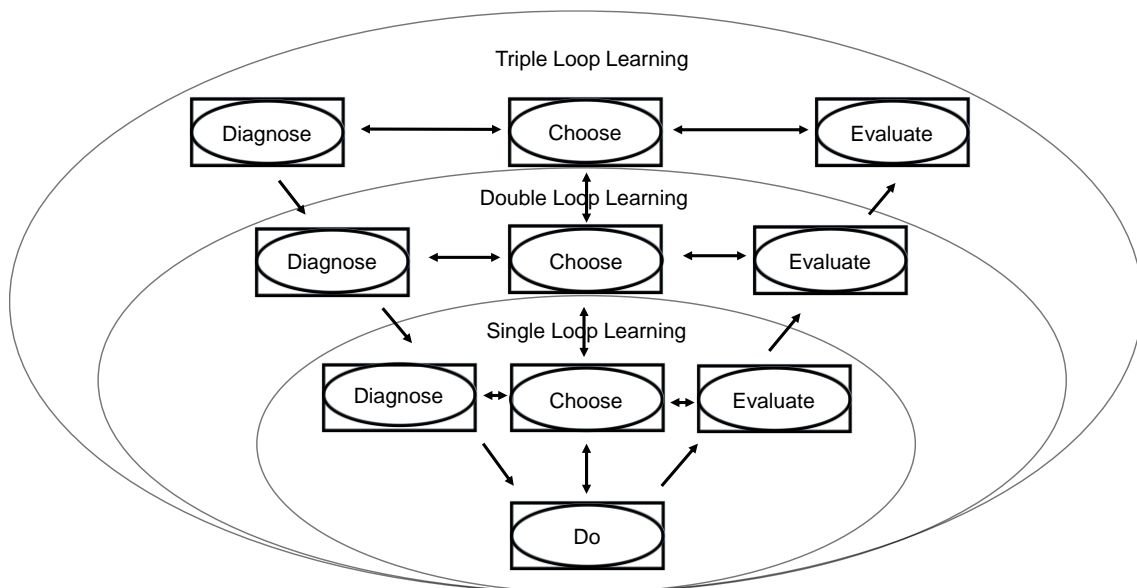 Triple Loop Learning
Diagnose
Choose
Evaluate
Double Loop Learning
Diagnose
Choose
Evaluate
Single Loop Learning
Diagnose
Choose
Evaluate
Do